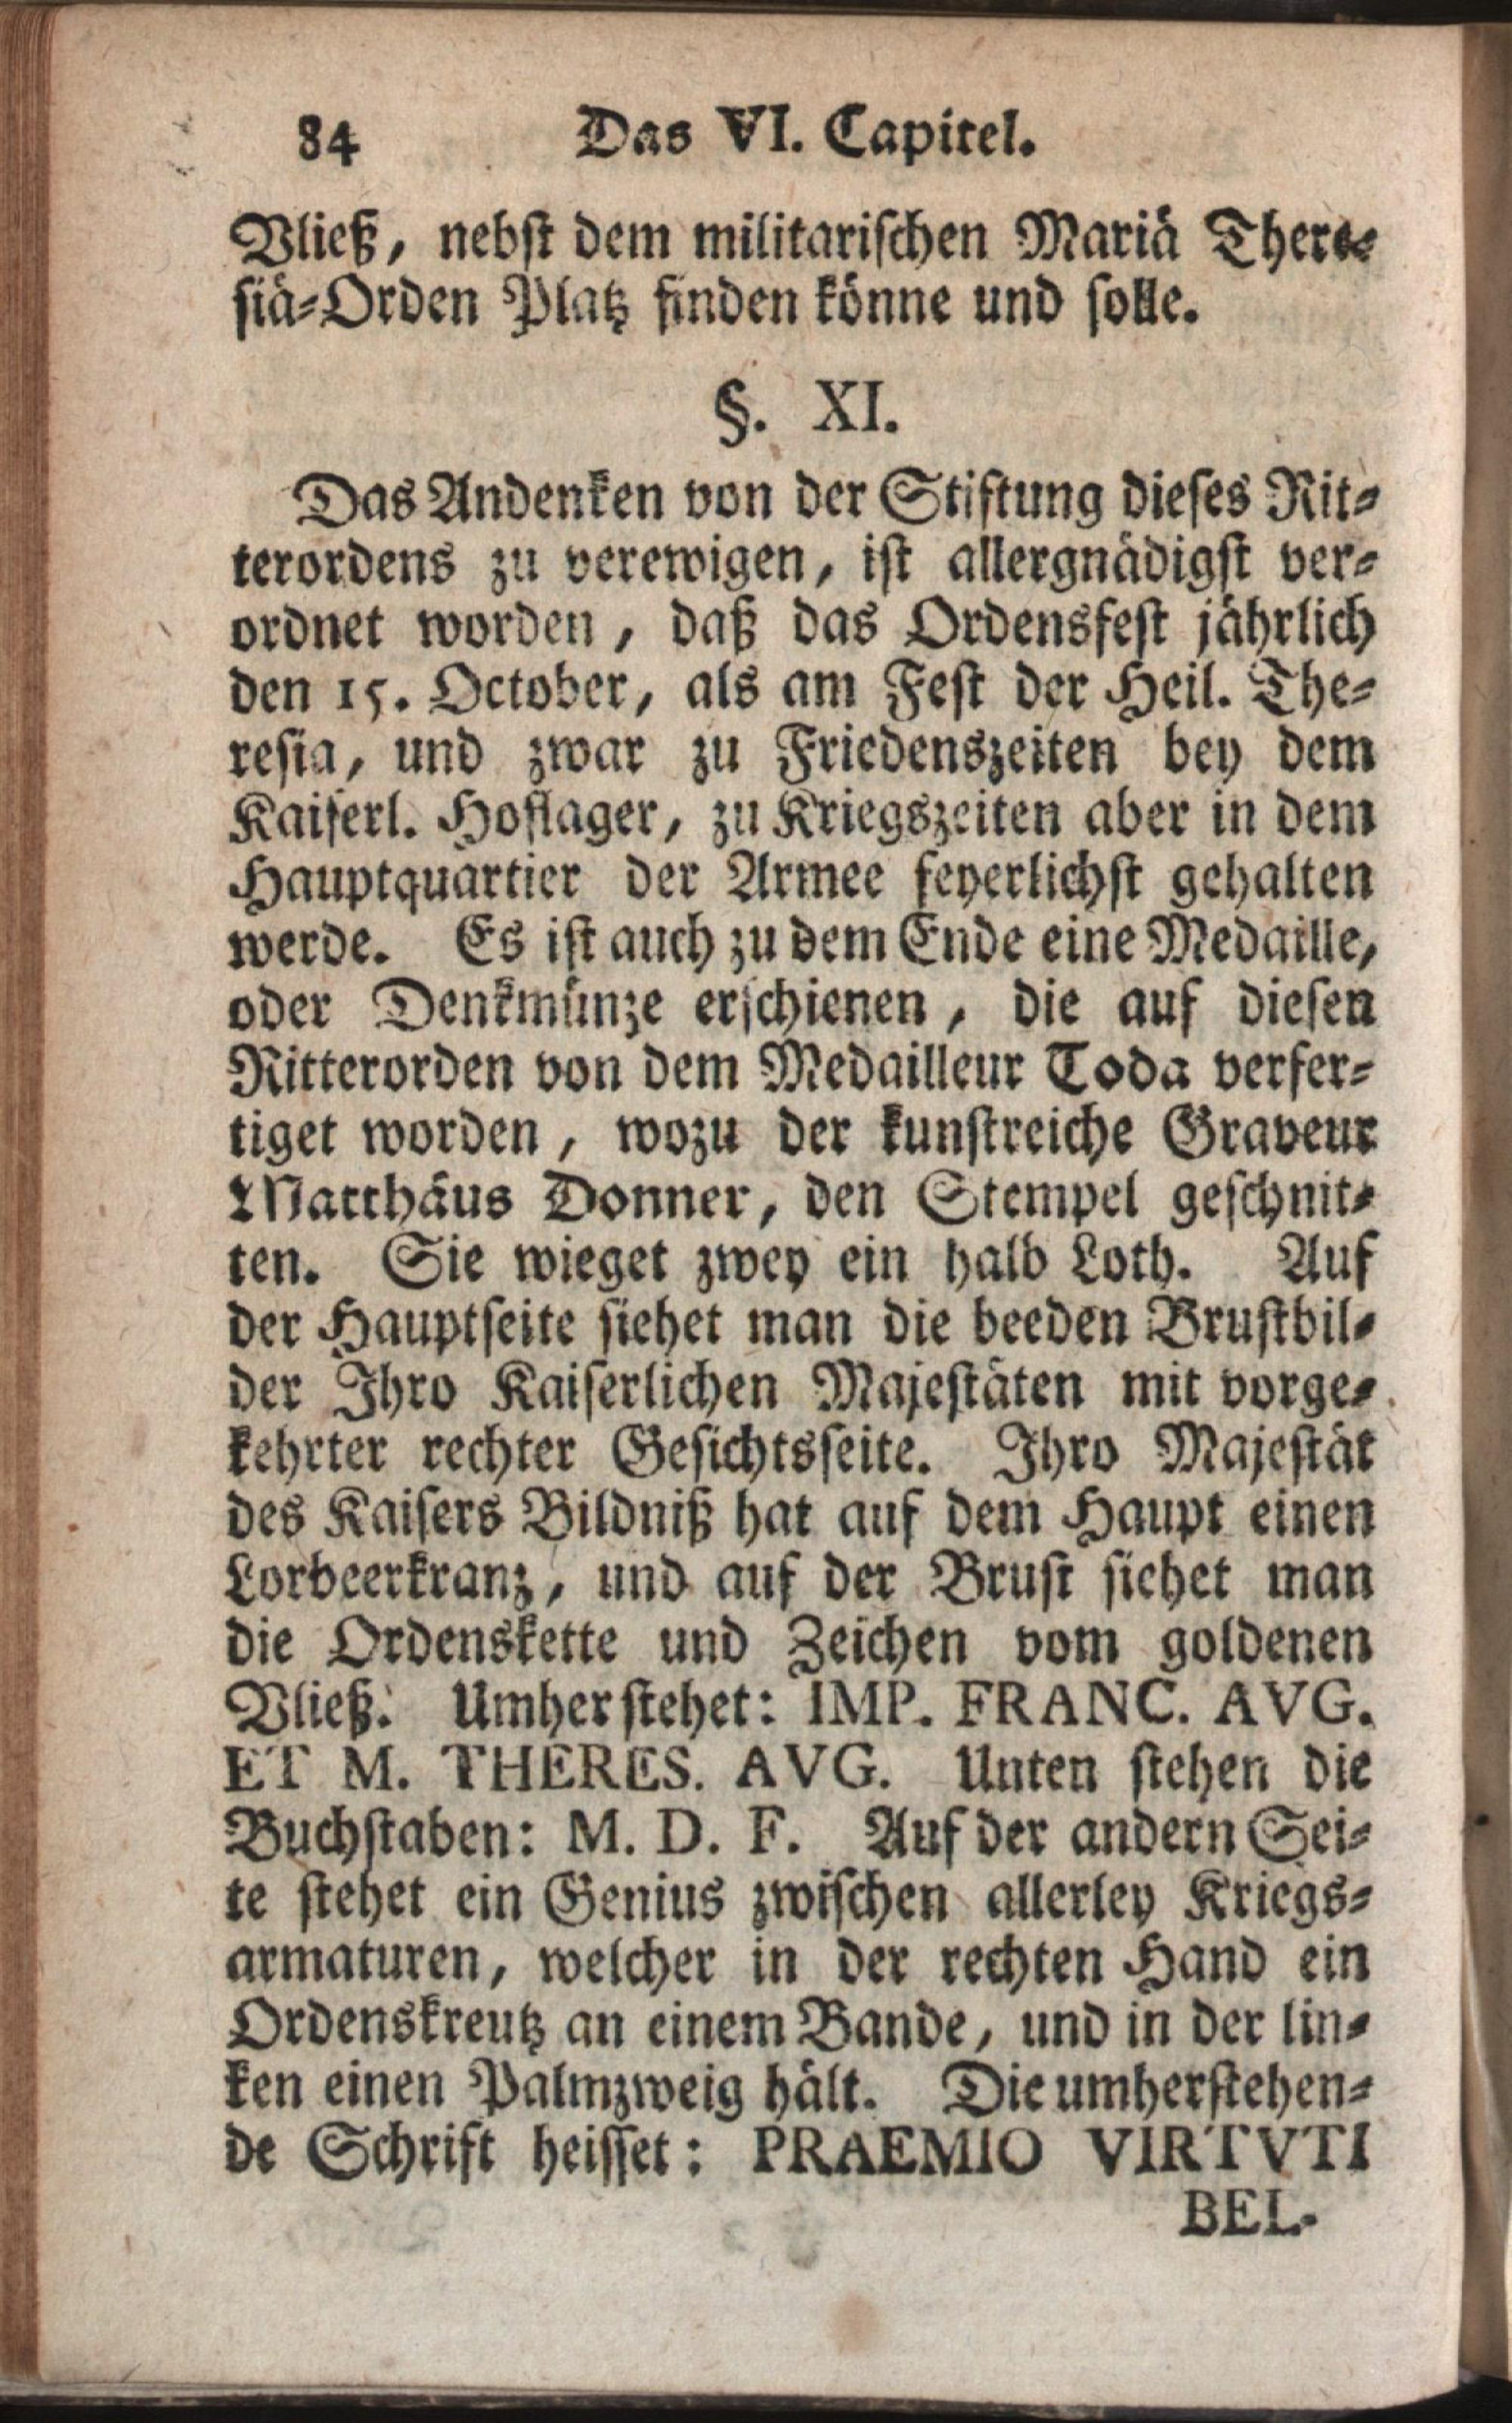 84 Das VI. Capitel.
Vließ, nebst dem militarischen Mariä There-
siä-Orden Platz finden könne und solle.
§. XI.
Das Andenken von der Stiftung dieses Rit-
terordens zu verewigen, ist allergnädigst ver-
ordnet worden, daß das Ordensfest jährlich
den 15. October, als am Fest der Heil. The-
resia, und zwar zu Friedenszeiten bey dem
Kaiserl. Hoflager, zu Kriegszeiten aber in dem
Hauptquartier der Armee feyerlichst gehalten
werde. Es ist auch zu dem Ende eine Medaille,
oder Denkmünze erschienen, die auf diesen
Ritterorden von dem Medailleur Toda verfer-
tiget worden, wozu der kunstreiche Graveur
Matthäus Donner, den Stempel geschnit-
ten. Sie wieget zwey ein halb Loth. Auf
der Hauptseite siehet man die beeden Brustbil-
der Ihro Kaiserlichen Majestäten mit vorge-
kehrter rechter Gesichtsseite. Ihro Majestät
des Kaisers Bildniß hat auf dem Haupt einen
Lorbeerkranz, und auf der Brust siehet man
die Ordenskette und Zeichen vom goldenen
Vließ. Umher stehet: IMP. FRANC. AVG.
ET M. THERES. AVG. Unten stehen die
Buchstaben: M. D. F. Auf der andern Sei-
te stehet ein Genius zwischen allerley Kriegs-
armaturen, welcher in der rechten Hand ein
Ordenskreutz an einem Bande, und in der lin-
ken einen Palmzweig hält. Die umherstehen-
de Schrift heisset: PRAEMIO VIRTVTI
BEL-